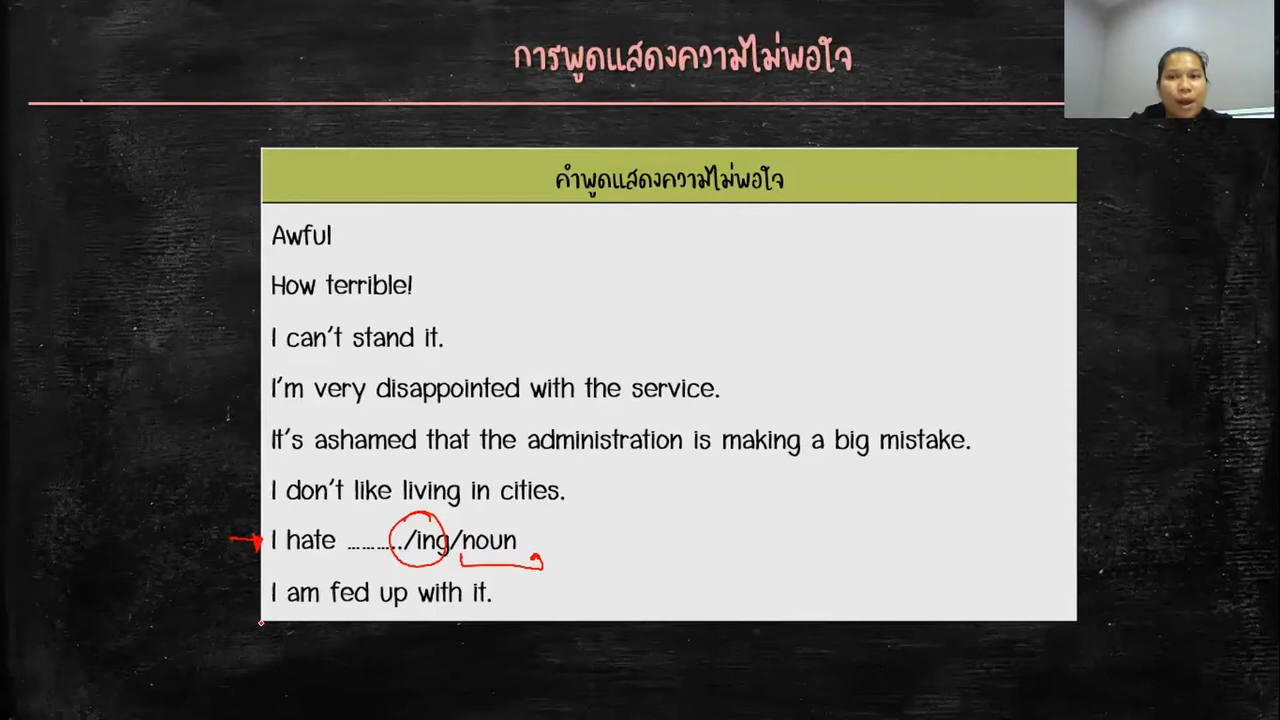 การพูดแสดงความไม่พอใจ
คำพูดแสดงความไม่พอใจ
Awful
How terrible!
I can't stand it.
I'm very disappointed with the service.
It's ashamed that the administration is making a big mistake.
I don't like living in cities.
I hate ………../ing/noun
I am fed up with it.